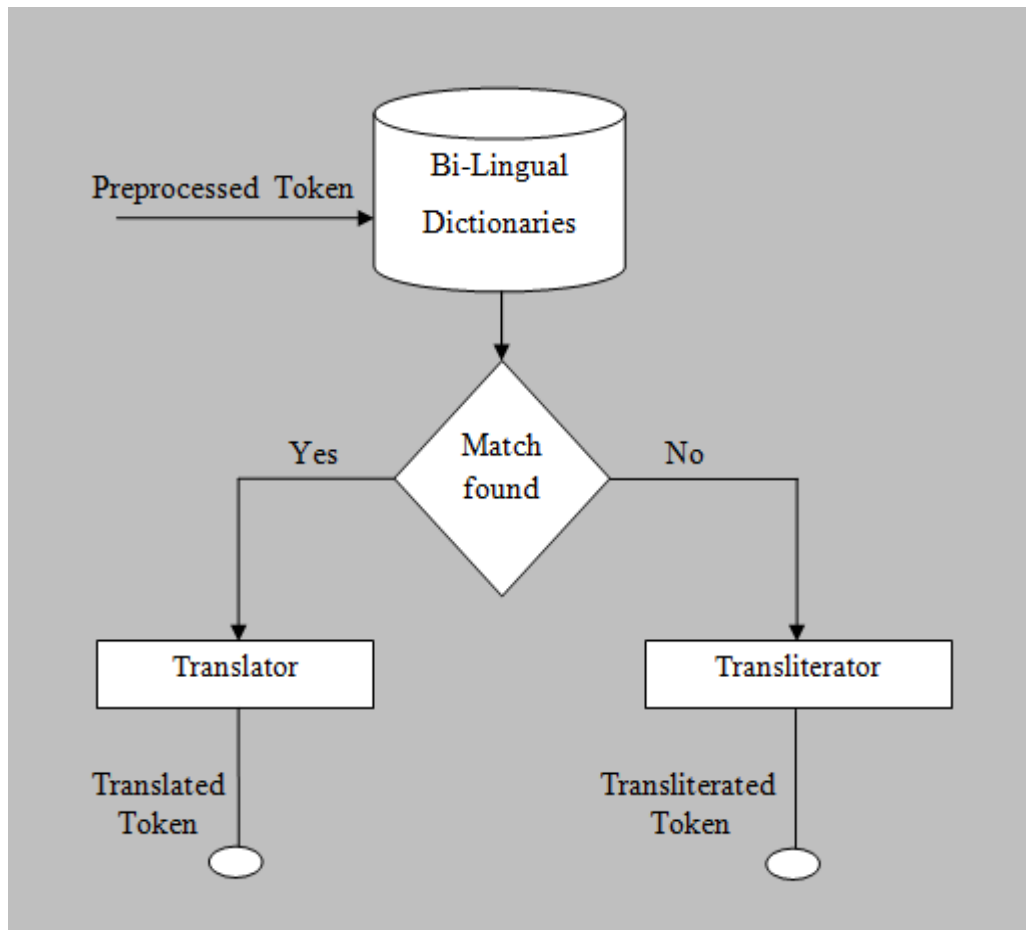 Bi-Lingual
Preprocessed Token
Dictionaries
Match
found
Yes
No
Translator
Transliterator
Translated
Token
Transliterated
Token